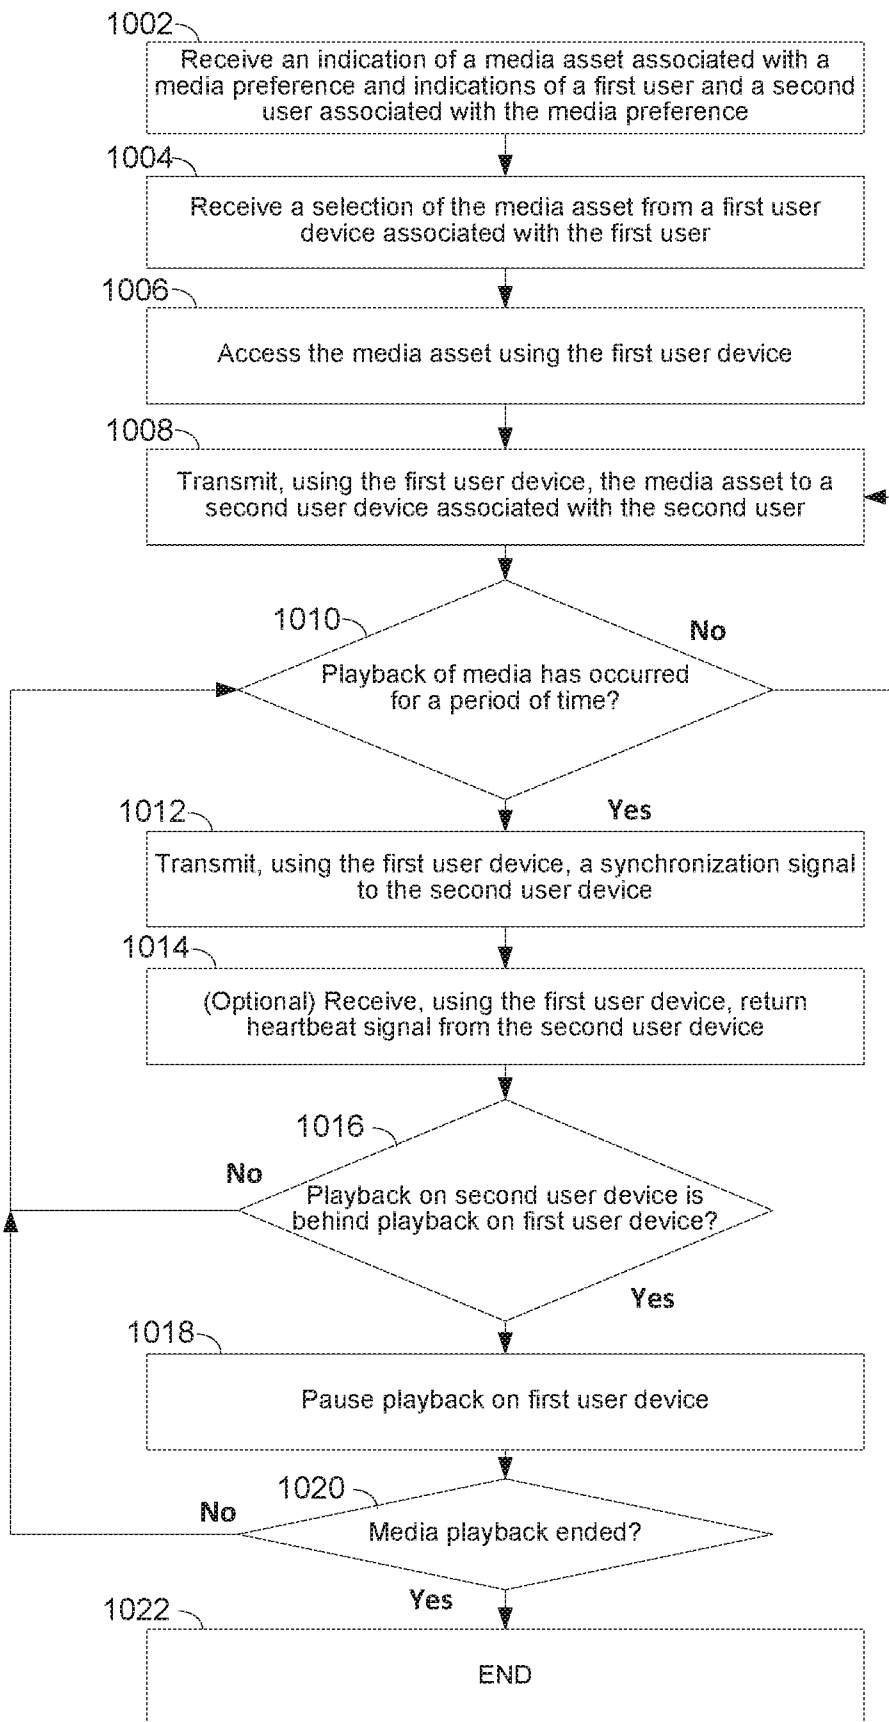 1002
Receive an indication of a media asset associated with a
media preference and indications of a first user and a second
user associated with the media preference
1004
Receive a selection of the media asset from a first user
device associated with the first user
1006
Access the media asset using the first user device
1008
Transmit, using the first user device, the media asset to a
second user device associated with the second user
1010
No
Playback of media has occurred
for a period of time?
Yes
1012
Transmit, using the first user device, a synchronization signal
to the second user device
1014
(Optional) Receive, using the first user device, return
heartbeat signal from the second user device
1016
No
Playback on second user device is
behind playback on first user device?
Yes
1018
Pause playback on first user device
1020
No
Media playback ended?
Yes
1022
END